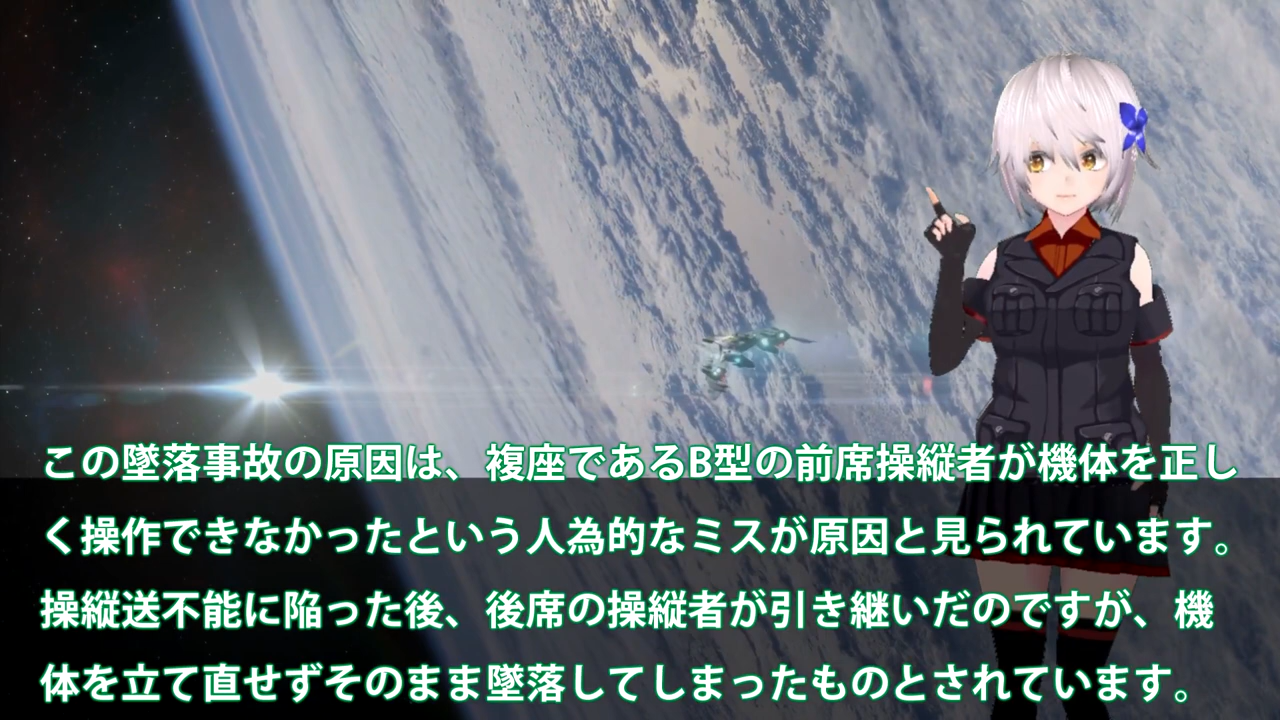 この墜落事故の原因は、複座であるB型の前席操縦者が機体を正し
く操作できなかったという人為的なミスが原因と見られています。
操縦送不能に陥った後、後席の操縦者が引き継いだのですが、機
体を立て直せずそのまま墜落してしまったものとされています。